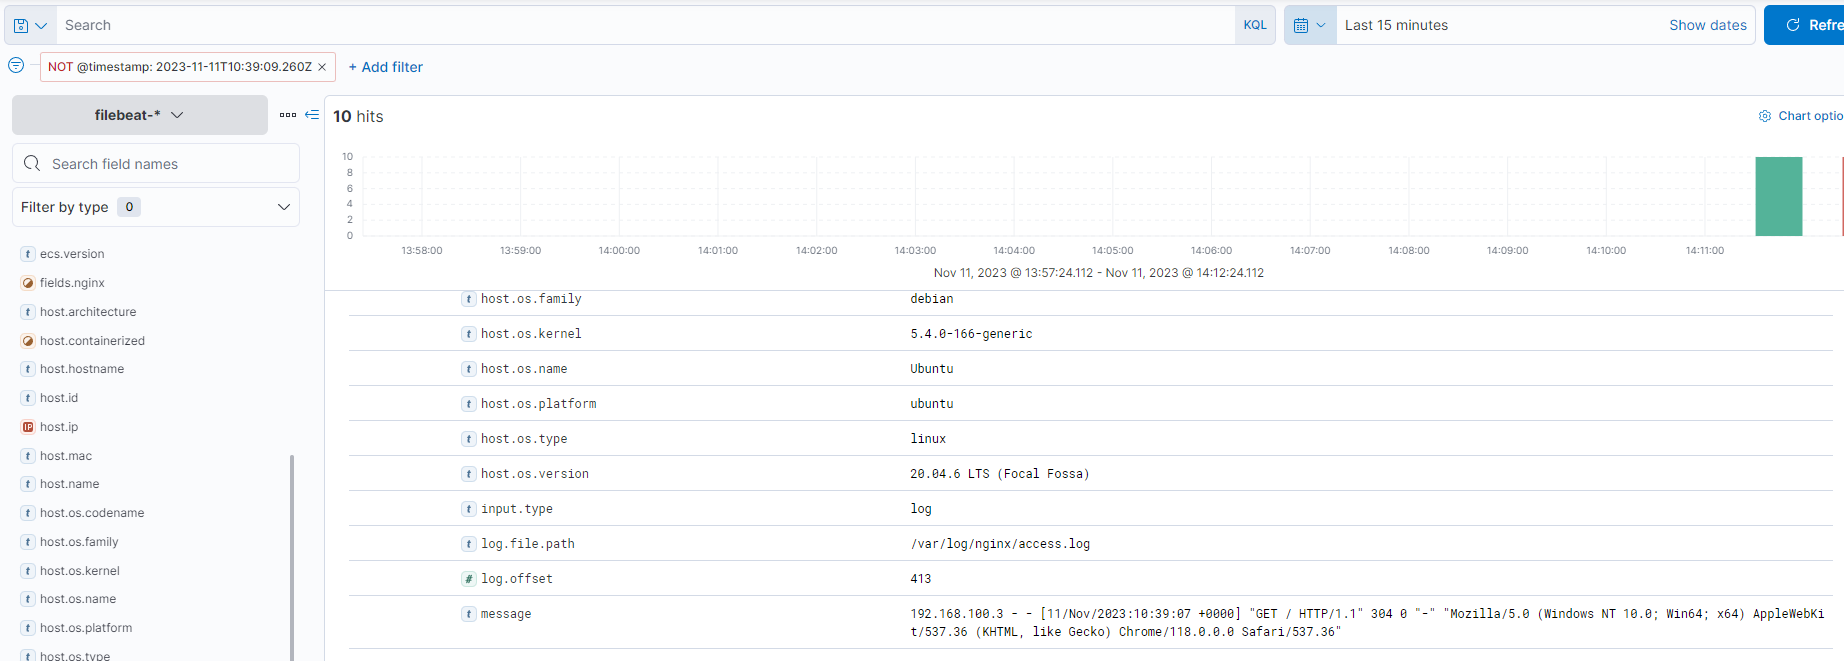 Search
KQL
Last 15 minutes
Show dates
Refre
NOT @timestamp: 2023-11-11T10:39:09.260Z ×
+ Add filter
filebeat-*
10 hits
Chart optio
Search field names
Filter by type 0
ecs.version
fields.nginx
host.architecture
host.containerized
host.hostname
host.id
host.ip
host.mac
host.name
host.os.codename
host.os.family
host.os.kernel
host.os.name
host.os.platform
host.os.type
10
8
6
4
2
0
13:58:00 13:59:00 14:00:00 14:01:00 14:02:00 14:03:00 14:04:00 14:05:00 14:06:00 14:07:00 14:08:00 14:09:00 14:10:00 14:11:00
Nov 11, 2023 @ 13:57:24.112 - Nov 11, 2023 @ 14:12:24.112
t host.os.family debian
t host.os.kernel 5.4.0-166-generic
t host.os.name Ubuntu
t host.os.platform ubuntu
t host.os.type linux
t host.os.version 20.04.6 LTS (Focal Fossa)
t input.type log
t log.file.path /var/log/nginx/access.log
# log.offset 413
t message 192.168.100.3 - - [11/Nov/2023:10:39:07 +0000] "GET / HTTP/1.1" 304 0 "-" "Mozilla/5.0 (Windows NT 10.0; Win64; x64) AppleWebKi
t/537.36 (KHTML, like Gecko) Chrome/118.0.0.0 Safari/537.36"